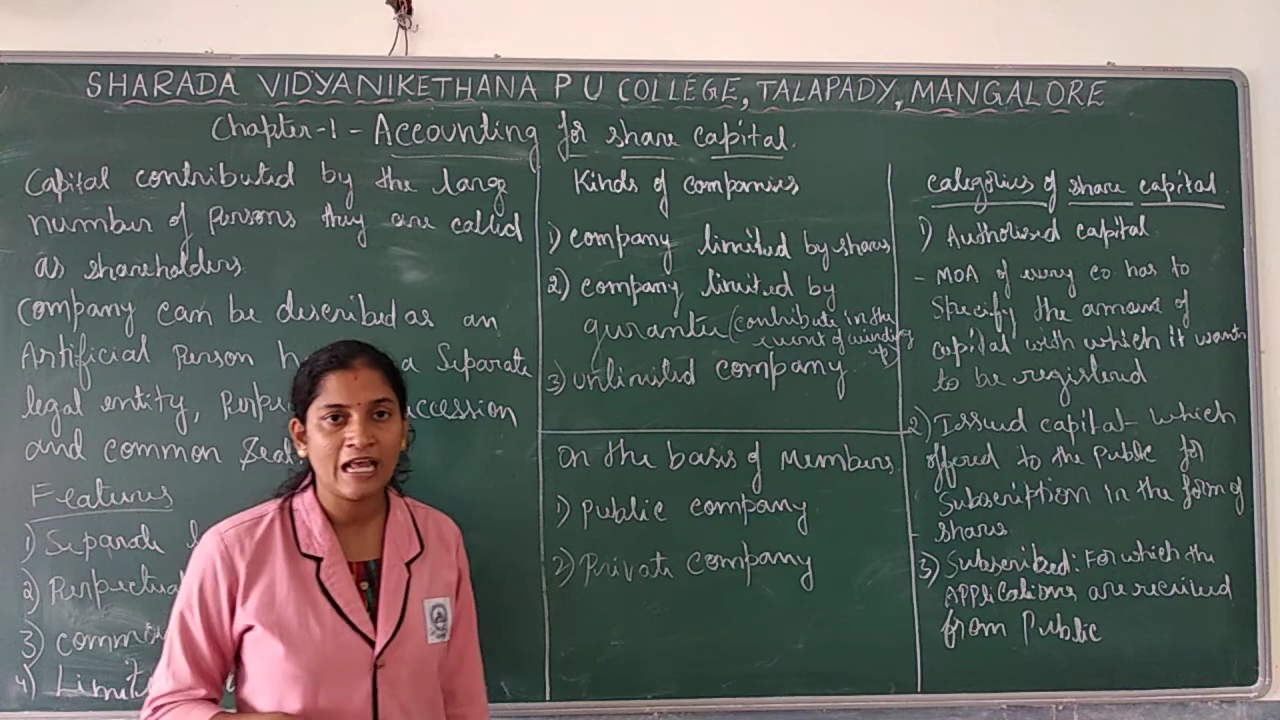 SHARADA VIDYANIKETHANA P U COLLEGE, TALAPADY, MANGALORE
Chapter-1 - Accounting for share capital.
Capital contributed by the large
number of persons they are called
as shareholders.
Company can be described as an
Artificial Person a Separate
legal entity,
and common Seal
Features
1) Separate
2) Perpetual
3)
4)
Kinds of companies
1) Company limited by shares
2) company limited by
gurantee (contribute in the
event of winding
up)
3) Unlimited company
On the basis of Members
1) Public company
2) Private company
Categories of share capital.
1) Authorised capital
- MOA of every co has to
Specify the amount of
capital with which it wants
to be registered
2) Issued capital - which
offered to the public for
Subscription in the form of
- shares
3) Subscribed: For which the
Applications are received
from Public